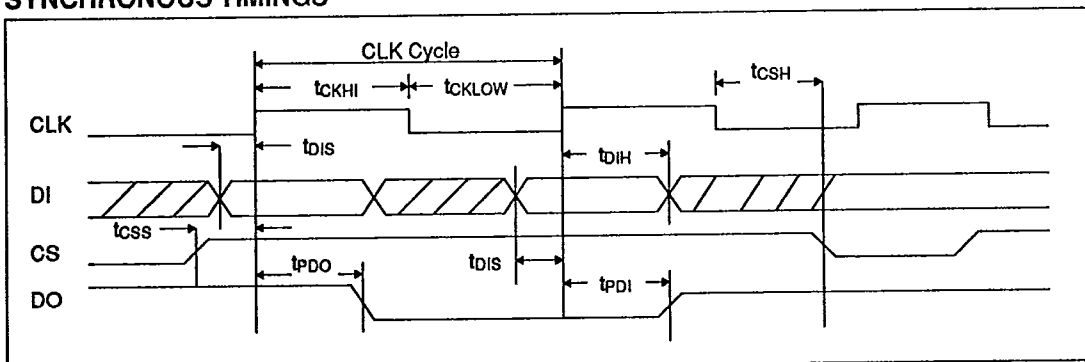 SYNCHRONOUS TIMINGS
CLK Cycle
tCKHI tCKLOW tCSH
CLK
tDIS tDIH
DI
tCSS
CS
tPDO tDIS tPDI
DO